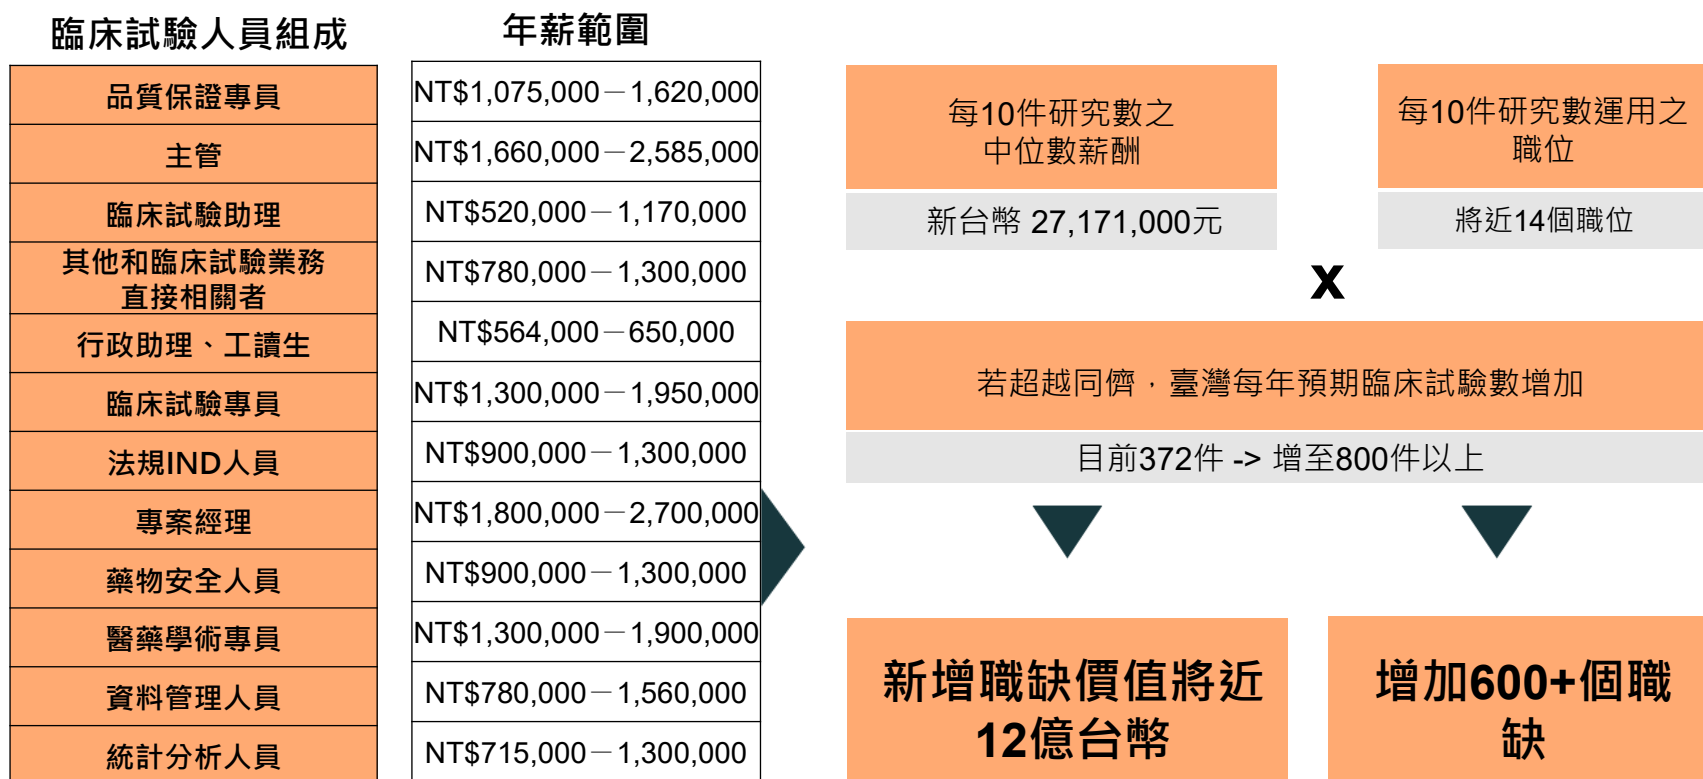 臨床試驗人員組成
年薪範圍
品質保證專員
NT$1,075,000－1,620,000
主管
NT$1,660,000－2,585,000
臨床試驗助理
NT$520,000－1,170,000
其他和臨床試驗業務
直接相關者
NT$780,000－1,300,000
行政助理、工讀生
NT$564,000－650,000
臨床試驗專員
NT$1,300,000－1,950,000
法規IND人員
NT$900,000－1,300,000
專案經理
NT$1,800,000－2,700,000
藥物安全人員
NT$900,000－1,300,000
醫藥學術專員
NT$1,300,000－1,900,000
資料管理人員
NT$780,000－1,560,000
統計分析人員
NT$715,000－1,300,000
每10件研究數之
中位數薪酬
新台幣 27,171,000元
每10件研究數運用之
職位
將近14個職位
X
若超越同儕，臺灣每年預期臨床試驗數增加
目前372件 -> 增至800件以上
新增職缺價值將近
12億台幣
增加600+個職
缺